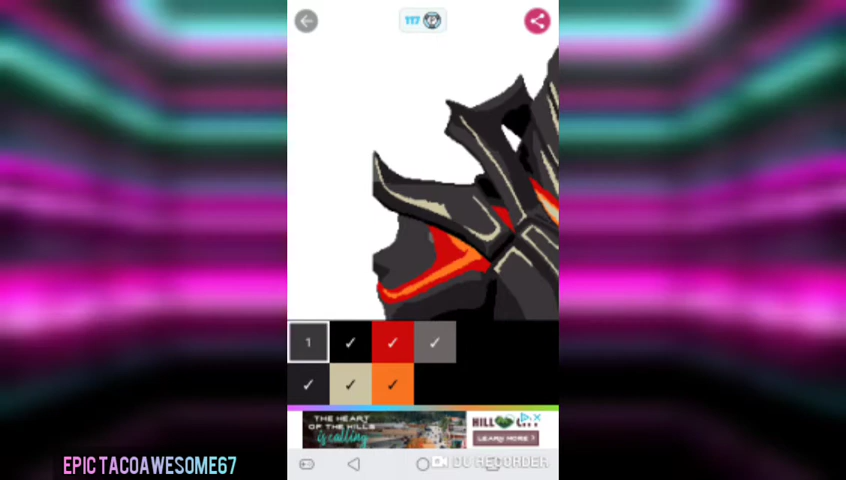 117
1
THE HEART
OF THE HILLS
is calling
LEARN MORE
DU RECORDER
EPIC TACOAWESOME67